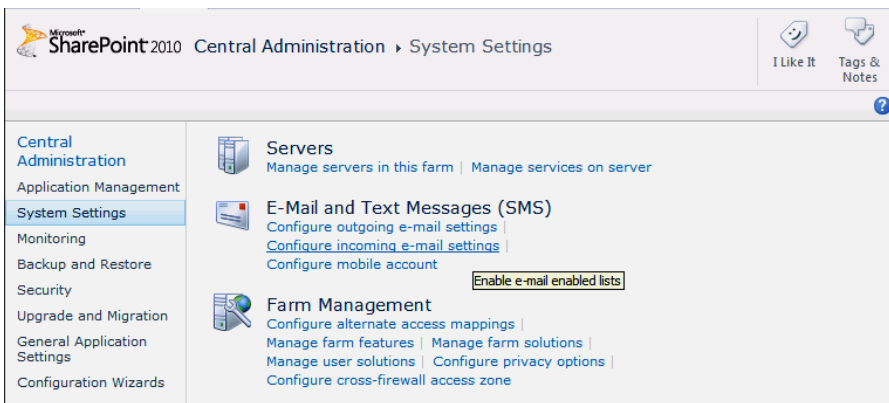 Microsoft
SharePoint 2010 Central Administration ▸ System Settings
I Like It
Tags &
Notes
Central
Administration
Application Management
System Settings
Monitoring
Backup and Restore
Security
Upgrade and Migration
General Application
Settings
Configuration Wizards
Servers
Manage servers in this farm | Manage services on server
E-Mail and Text Messages (SMS)
Configure outgoing e-mail settings |
Configure incoming e-mail settings |
Configure mobile account
Enable e-mail enabled lists
Farm Management
Configure alternate access mappings |
Manage farm features | Manage farm solutions |
Manage user solutions | Configure privacy options |
Configure cross-firewall access zone